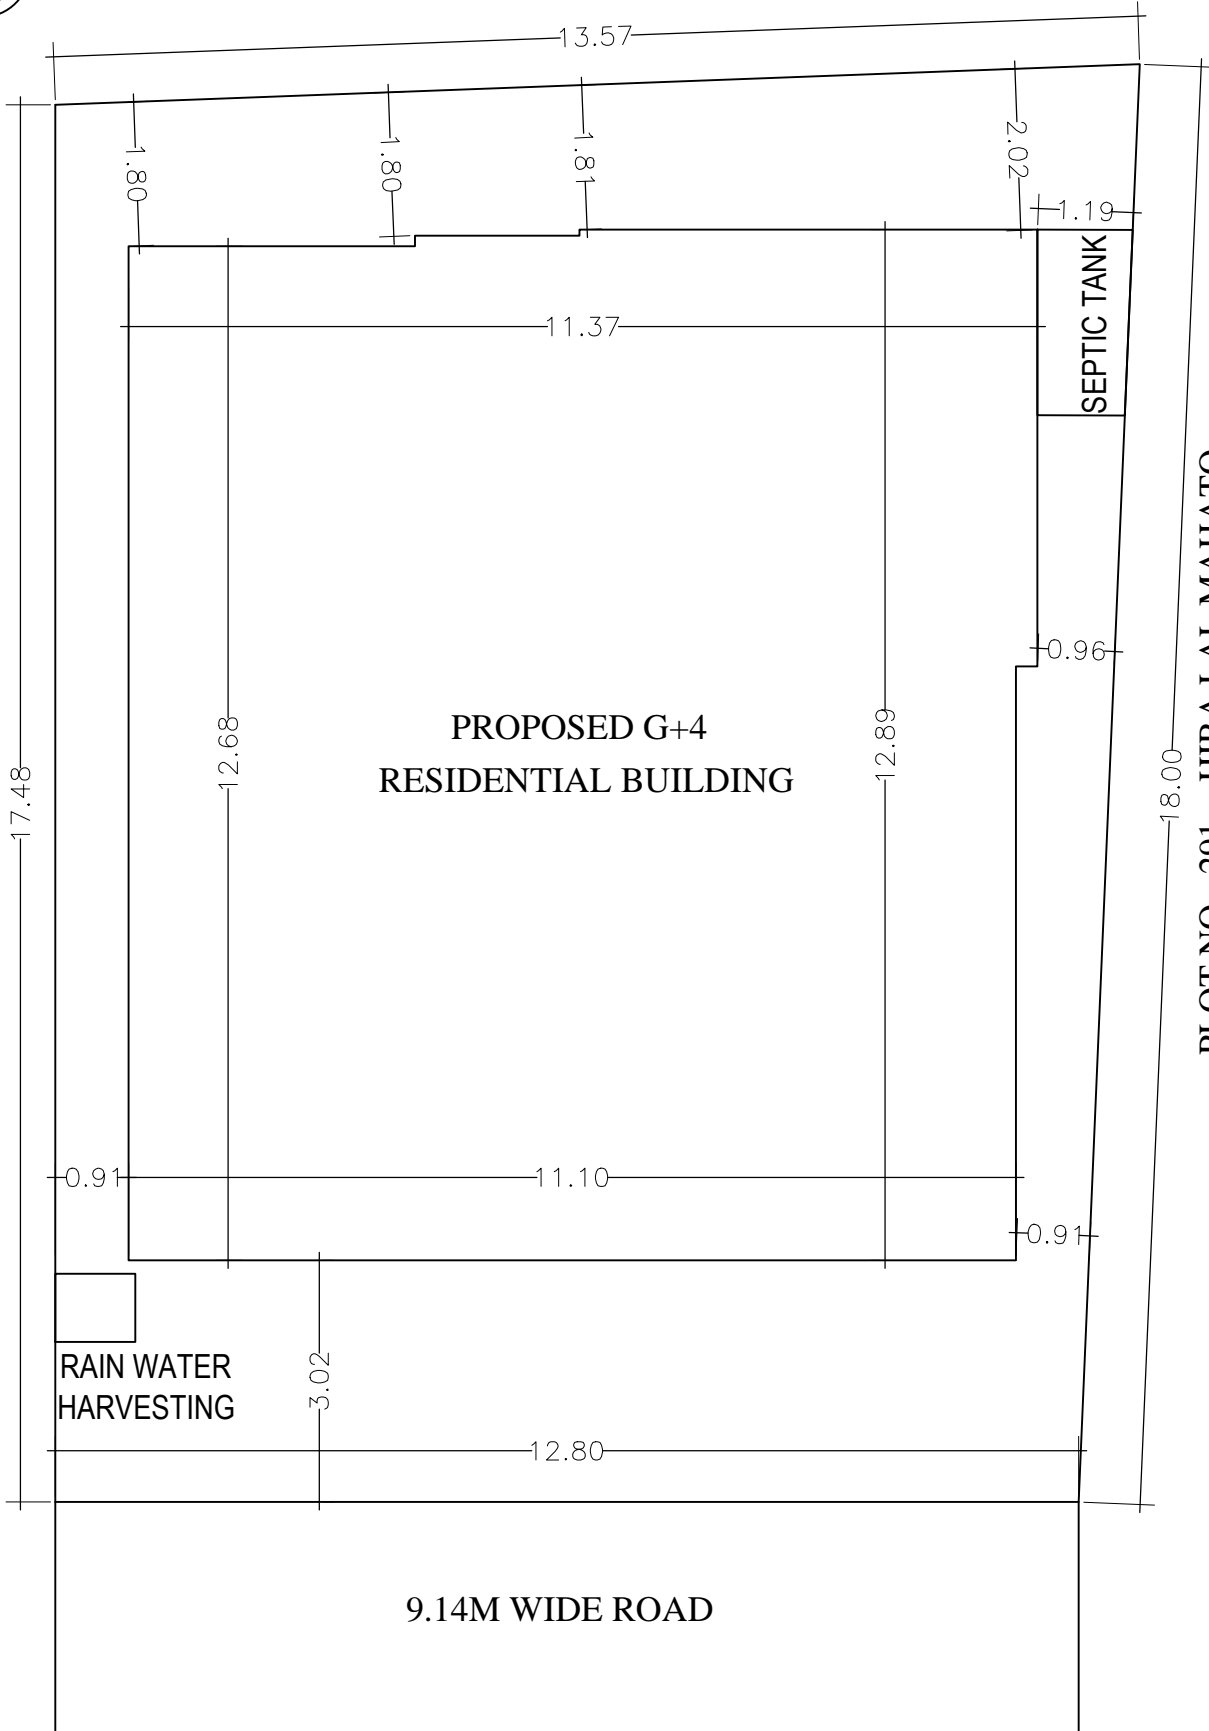 13.57
1.80
1.80
1.81
2.02
1.19
SEPTIC TANK
11.37
0.96
12.68
12.89
PROPOSED G+4
RESIDENTIAL BUILDING
17.48
18.00
0.91
11.10
0.91
RAIN WATER
HARVESTING
3.02
12.80
9.14M WIDE ROAD